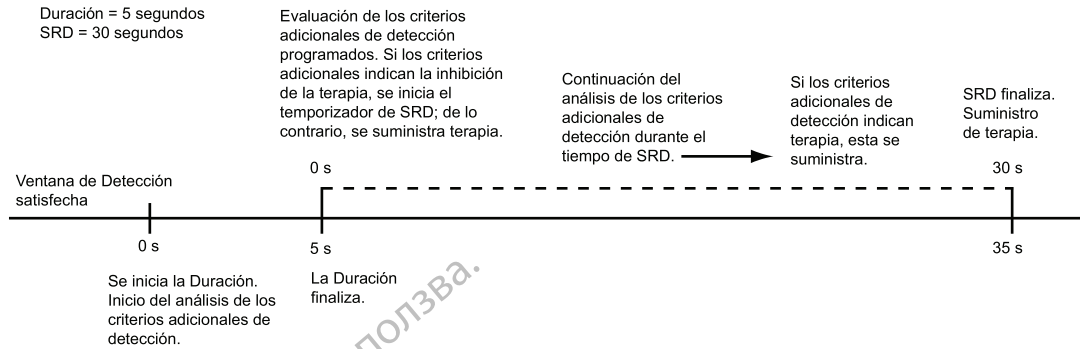 Duración = 5 segundos
SRD = 30 segundos
Evaluación de los criterios
adicionales de detección
programados. Si los criterios
adicionales indican la inhibición
de la terapia, se inicia el
temporizador de SRD; de lo
contrario, se suministra terapia.
Continuación del
análisis de los criterios
adicionales de
detección durante el
tiempo de SRD.
Si los criterios
adicionales de
detección indican
terapia, esta se
suministra.
SRD finaliza.
Suministro
de terapia.
0 s
30 s
Ventana de Detección
satisfecha
0 s
5 s
35 s
Se inicia la Duración.
Inicio del análisis de los
criterios adicionales de
detección.
La Duración
finaliza.
ползва.